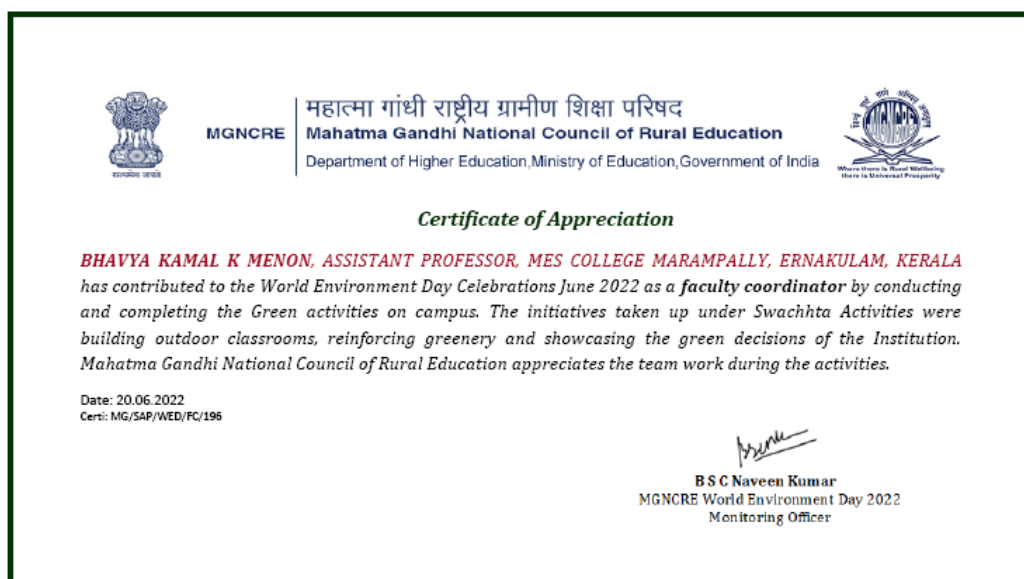 महात्मा गांधी राष्ट्रीय ग्रामीण शिक्षा परिषद
MGNCRE
Mahatma Gandhi National Council of Rural Education
Department of Higher Education,Ministry of Education,Government of India
सत्यमेव जयते
MGNCRE
Where there is Rural Wellbeing
there is Universal Prosperity
Certificate of Appreciation
BHAVYA KAMAL K MENON, ASSISTANT PROFESSOR, MES COLLEGE MARAMPALLY, ERNAKULAM, KERALA
has contributed to the World Environment Day Celebrations June 2022 as a faculty coordinator by conducting
and completing the Green activities on campus. The initiatives taken up under Swachhta Activities were
building outdoor classrooms, reinforcing greenery and showcasing the green decisions of the Institution.
Mahatma Gandhi National Council of Rural Education appreciates the team work during the activities.
Date: 20.06.2022
Certi: MG/SAP/WED/FC/196
B S C Naveen Kumar
MGNCRE World Environment Day 2022
Monitoring Officer